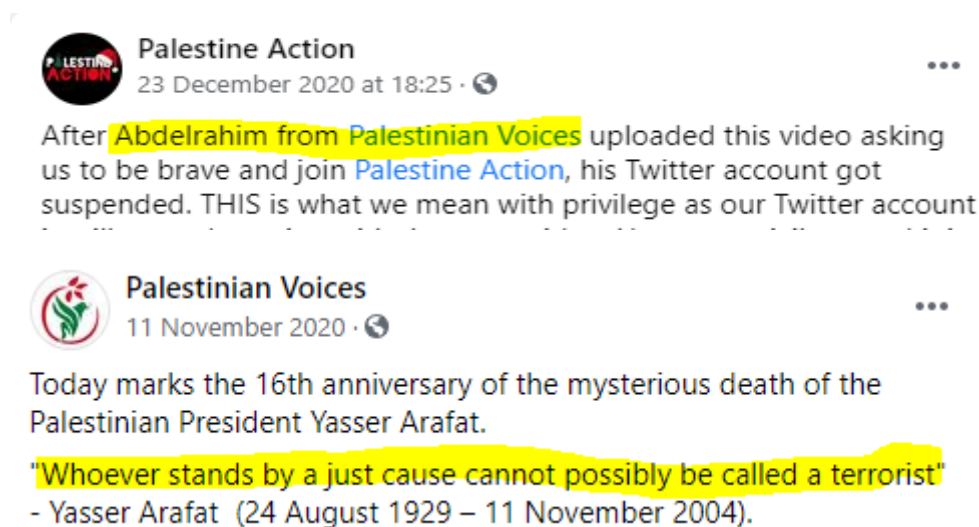 Palestine Action
23 December 2020 at 18:25 ·
PALESTINE
ACTION
After Abdelrahim from Palestinian Voices uploaded this video asking
us to be brave and join Palestine Action, his Twitter account got
suspended. THIS is what we mean with privilege as our Twitter account
Palestinian Voices
11 November 2020 ·
Today marks the 16th anniversary of the mysterious death of the
Palestinian President Yasser Arafat.
"Whoever stands by a just cause cannot possibly be called a terrorist"
- Yasser Arafat (24 August 1929 – 11 November 2004).